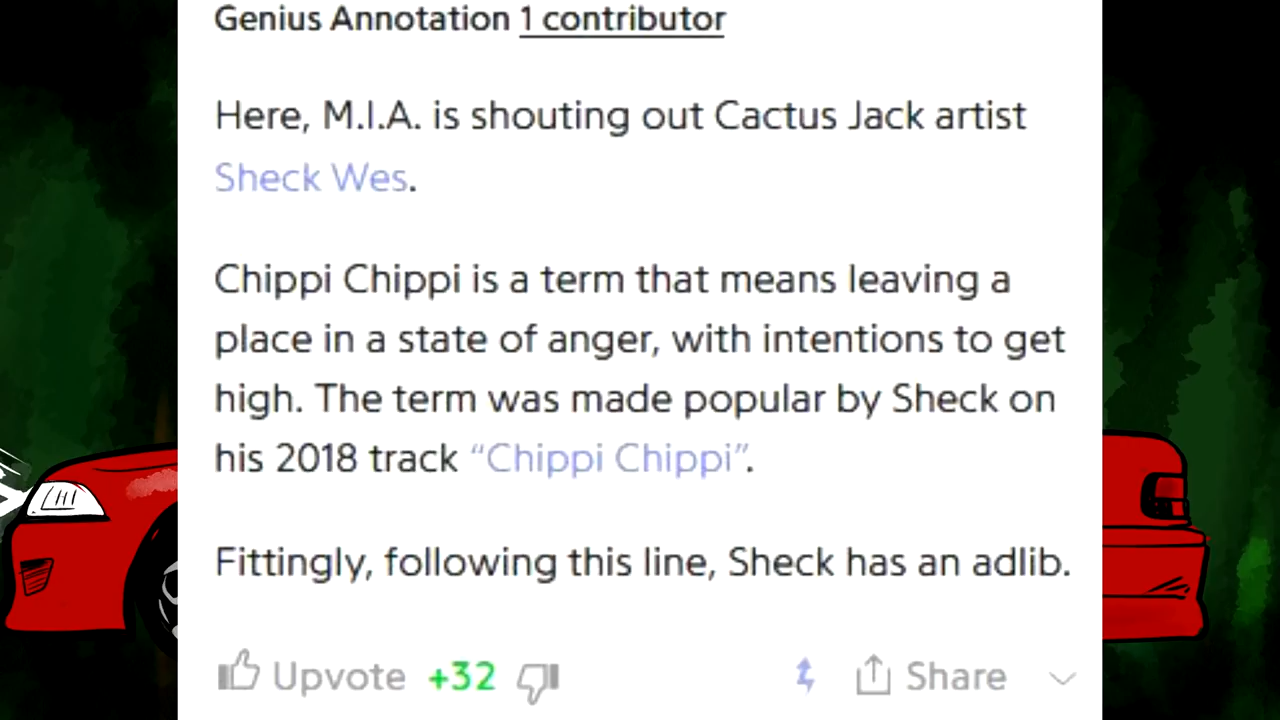 Genius Annotation 1 contributor
Here, M.I.A. is shouting out Cactus Jack artist
Sheck Wes.
Chippi Chippi is a term that means leaving a
place in a state of anger, with intentions to get
high. The term was made popular by Sheck on
his 2018 track “Chippi Chippi”.
Fittingly, following this line, Sheck has an adlib.
Upvote +32 Share